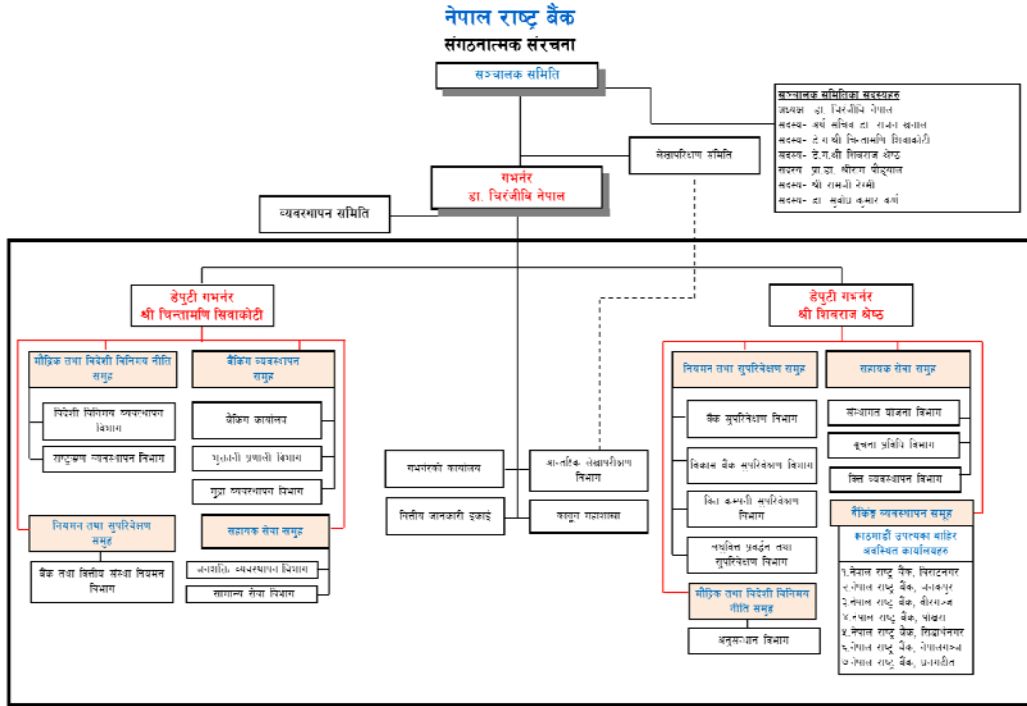 नेपाल राष्ट्र बैंक
संगठनात्मक संरचना
सञ्चालक समिति
सञ्चालक समितिका सदस्यहरु
अध्यक्ष डा. चिरंजीवि नेपाल
सदस्य- अर्थ सचिव डा. राजन खनाल
सदस्य- डे.ग.श्री चिन्तामणि शिवाकोटी
सदस्य- डे.ग.श्री शिवराज श्रेष्ठ
सदस्य प्रा.डा. श्रीराम पौड्याल
सदस्य- श्री रामजी रेग्मी
सदस्य- डा. सुवोध कुमार कर्ण
लेखापरिक्षण समिति
गभर्नर
डा. चिरंजीवि नेपाल
व्यवस्थापन समिति
डेपुटी गभर्नर
श्री चिन्तामणि सिवाकोटी
डेपुटी गभर्नर
श्री शिवराज श्रेष्ठ
मौद्रिक तथा विदेशी विनिमय नीति
समुह
बैंकिंग व्यवस्थापन
समुह
विदेशी विनिमय व्यवस्थापन
विभाग
राष्ट्रऋण व्यवस्थापन विभाग
बैंकिंग कार्यालय
भुक्तानी प्रणाली विभाग
मुद्रा व्यवस्थापन विभाग
नियमन तथा सुपरिवेक्षण
समुह
बैंक तथा वित्तीय संस्था नियमन
विभाग
सहायक सेवा समुह
जनशक्ति व्यवस्थापन विभाग
सामान्य सेवा विभाग
गभर्नरको कार्यालय
आन्तरिक लेखापरीक्षण
विभाग
वित्तीय जानकारी इकाई
कानून महाशाखा
नियमन तथा सुपरिवेक्षण समुह
सहायक सेवा समुह
बैंक सुपरिवेक्षण विभाग
विकास बैंक सुपरिवेक्षण विभाग
वित्त कम्पनी सुपरिवेक्षण
विभाग
लघुवित्त प्रवर्द्धन तथा
सुपरिवेक्षण विभाग
मौद्रिक तथा विदेशी विनिमय
नीति समुह
अनुसन्धान विभाग
संस्थागत योजना विभाग
सूचना प्रविधि विभाग
वित्त व्यवस्थापन विभाग
बैंकिङ्ग व्यवस्थापन समूह
काठमाडौं उपत्यका बाहिर
अवस्थित कार्यालयहरु
१.नेपाल राष्ट्र बैंक, विराटनगर
२.नेपाल राष्ट्र बैंक, जनकपुर
३.नेपाल राष्ट्र बैंक, वीरगञ्ज
४.नेपाल राष्ट्र बैंक, पोखरा
५.नेपाल राष्ट्र बैंक, सिद्धार्थनगर
६.नेपाल राष्ट्र बैंक, नेपालगञ्ज
७.नेपाल राष्ट्र बैंक, धनगढी